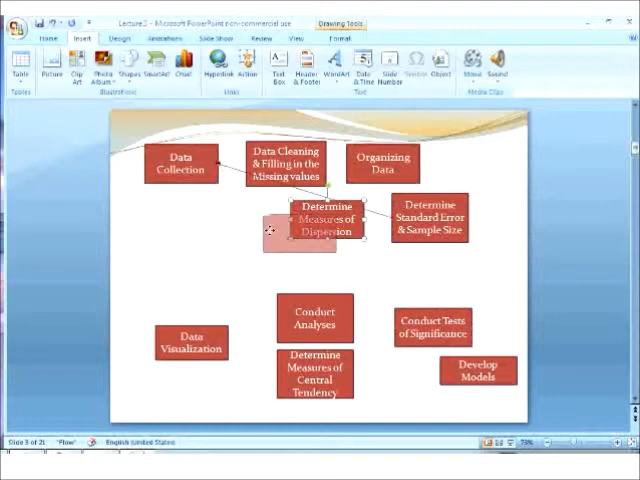 Lecture 2 - Microsoft PowerPoint non-commercial use
Drawing Tools
Home Insert Design Animations Slide Show Review View Format
Table
Picture
Clip
Art
Photo
Album
Shapes
SmartArt
Chart
Hyperlink
Action
Text
Box
Header
& Footer
WordArt
Date
& Time
Slide
Number
Symbol
Object
Movie
Sound
Tables
Illustrations
Links
Text
Media Clips
Data
Collection
Data Cleaning
& Filling in the
Missing values
Organizing
Data
Determine
Measures of
Dispersion
Determine
Standard Error
& Sample Size
Conduct
Analyses
Conduct Tests
of Significance
Data
Visualization
Determine
Measures of
Central
Tendency
Develop
Models
Slide 3 of 21 "Flow" English (United States)
73%